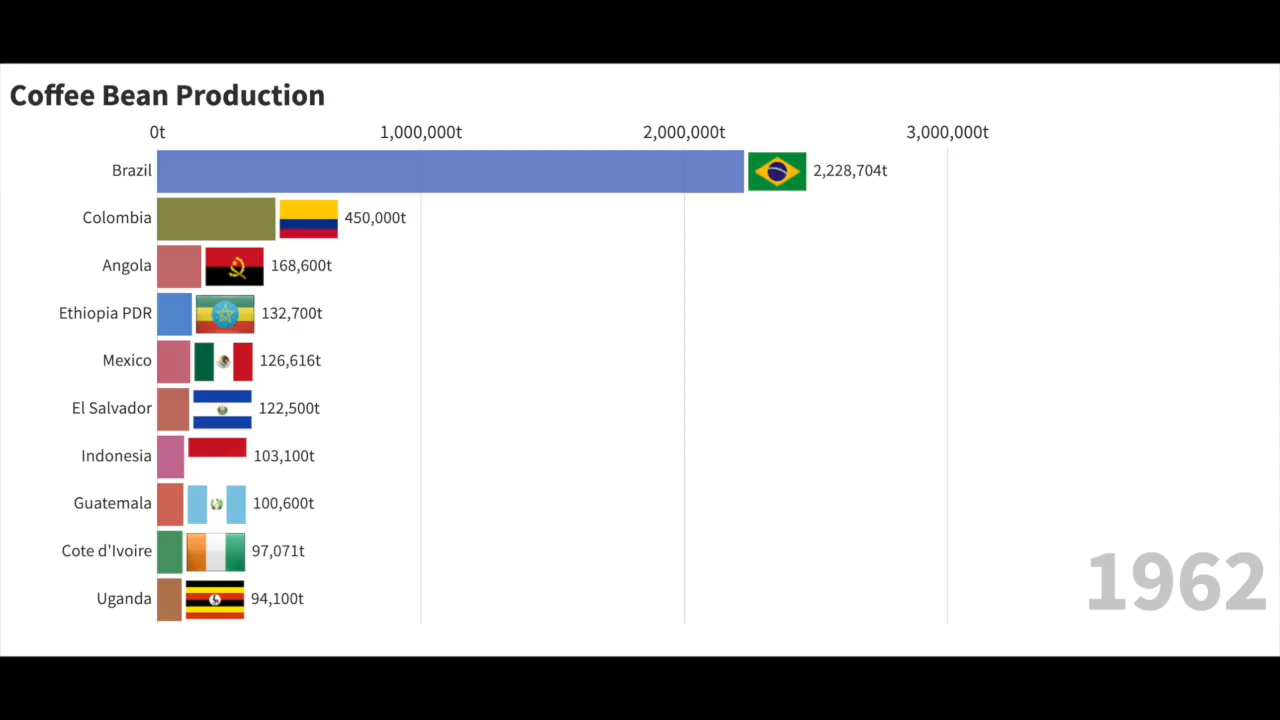 Coffee Bean Production
0t 1,000,000t 2,000,000t 3,000,000t
Brazil 2,228,704t
Colombia 450,000t
Angola 168,600t
Ethiopia PDR 132,700t
Mexico 126,616t
El Salvador 122,500t
Indonesia 103,100t
Guatemala 100,600t
Cote d'Ivoire 97,071t
Uganda 94,100t
1962